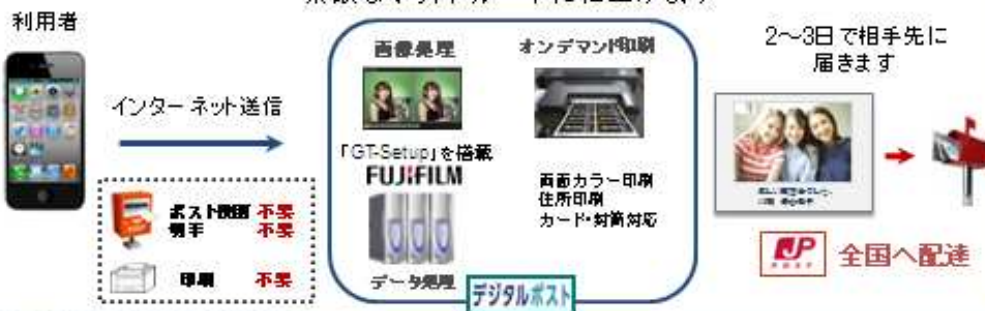 利用者
インターネット送信
ポスト投函 不要
切手 不要
印刷 不要
画像処理
オンデマンド印刷
「GT-Setup」を搭載
FUJIFILM
両面カラー印刷
住所印刷
カード・封筒対応
データ処理
デジタルポスト
2~3日で相手先に
届きます
JP
POST
全国へ配達